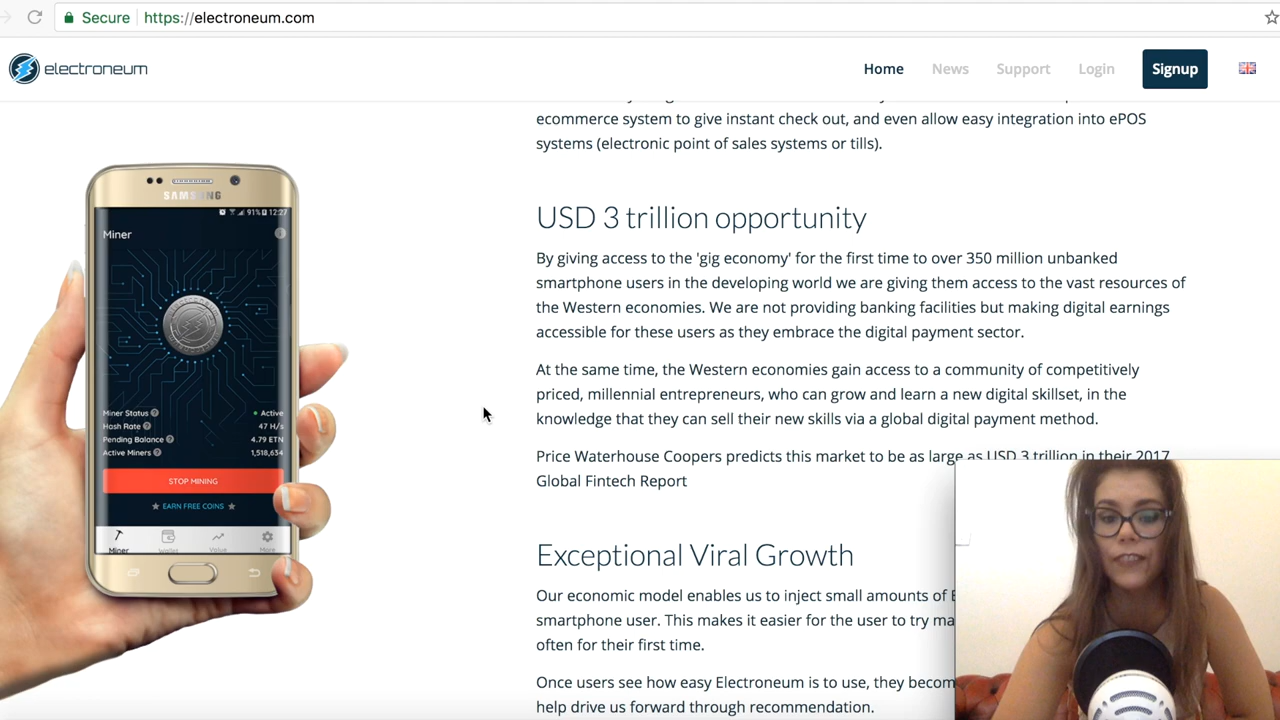 Secure https://electroneum.com
electroneum
Home News Support Login Signup
ecommerce system to give instant check out, and even allow easy integration into ePOS
systems (electronic point of sales systems or tills).
SAMSUNG
91% 12:27
Miner
Miner Status
Active
Hash Rate
47 H/s
Pending Balance
4.79 ETN
Active Miners
1,518,634
STOP MINING
EARN FREE COINS
Miner Wallet Value More
USD 3 trillion opportunity
By giving access to the 'gig economy' for the first time to over 350 million unbanked
smartphone users in the developing world we are giving them access to the vast resources of
the Western economies. We are not providing banking facilities but making digital earnings
accessible for these users as they embrace the digital payment sector.
At the same time, the Western economies gain access to a community of competitively
priced, millennial entrepreneurs, who can grow and learn a new digital skillset, in the
knowledge that they can sell their new skills via a global digital payment method.
Price Waterhouse Coopers predicts this market to be as large as USD 3 trillion in their 2017
Global Fintech Report
Exceptional Viral Growth
Our economic model enables us to inject small amounts of
smartphone user. This makes it easier for the user to try
often for their first time.
Once users see how easy Electroneum is to use, they
help drive us forward through recommendation.